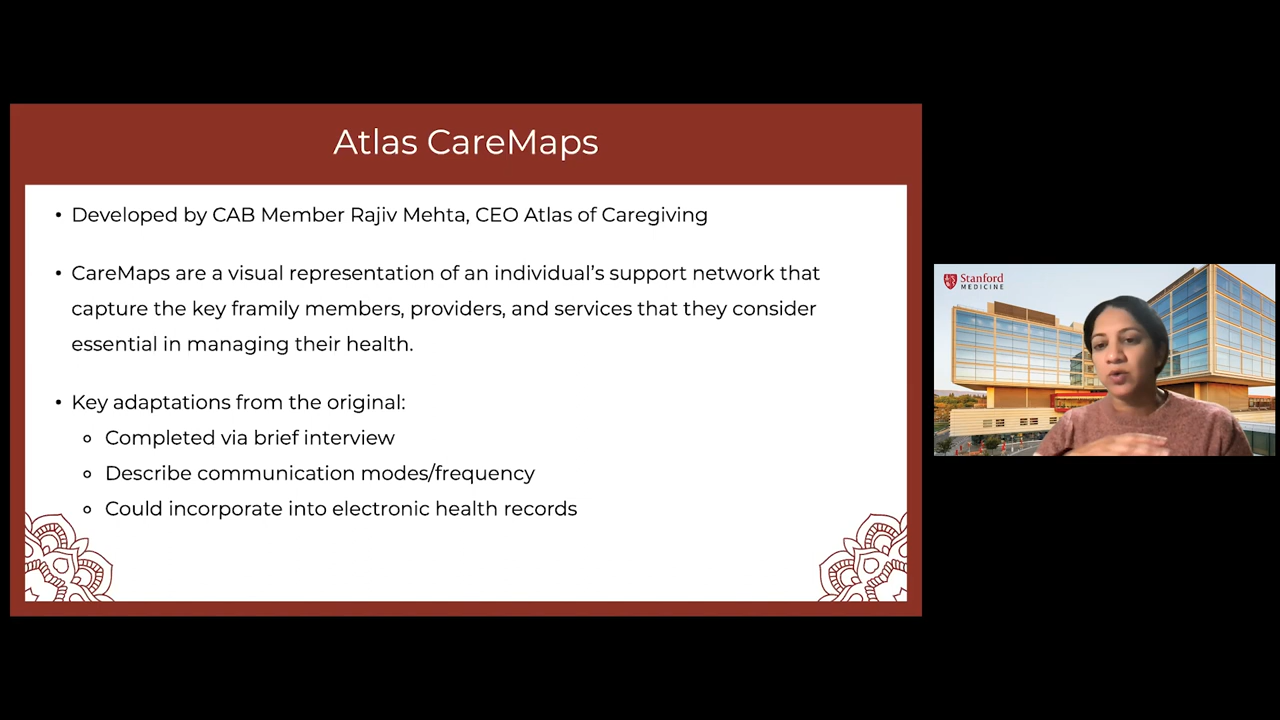 Atlas CareMaps
• Developed by CAB Member Rajiv Mehta, CEO Atlas of Caregiving
• CareMaps are a visual representation of an individual's support network that
capture the key framily members, providers, and services that they consider
essential in managing their health.
• Key adaptations from the original:
○ Completed via brief interview
○ Describe communication modes/frequency
○ Could incorporate into electronic health records
Stanford
MEDICINE